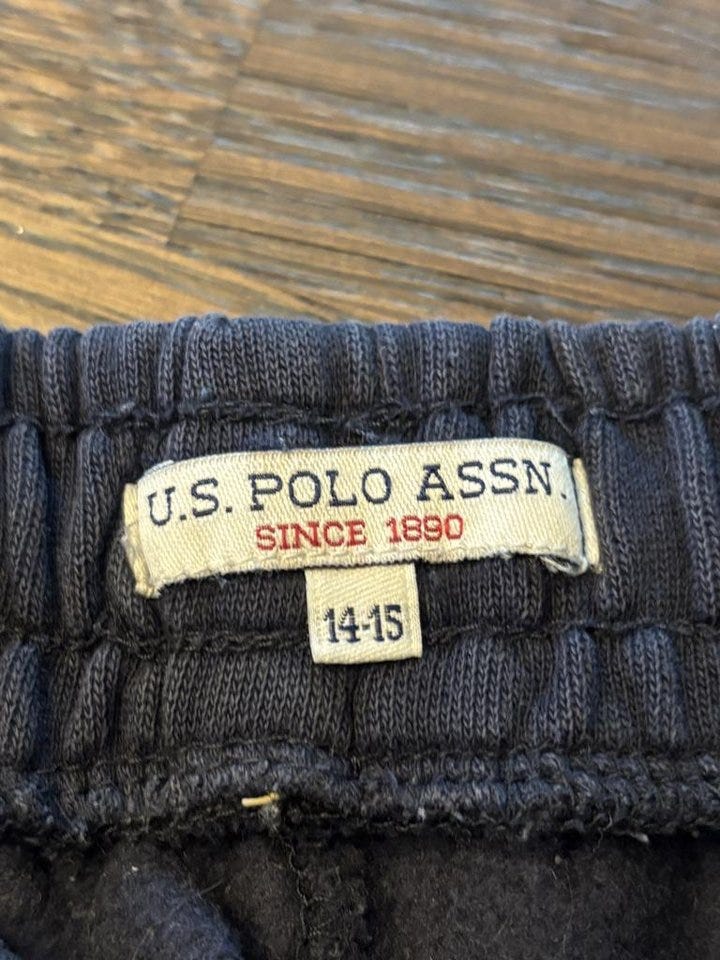 U.S. POLO ASSN.
SINCE 1890
14-15